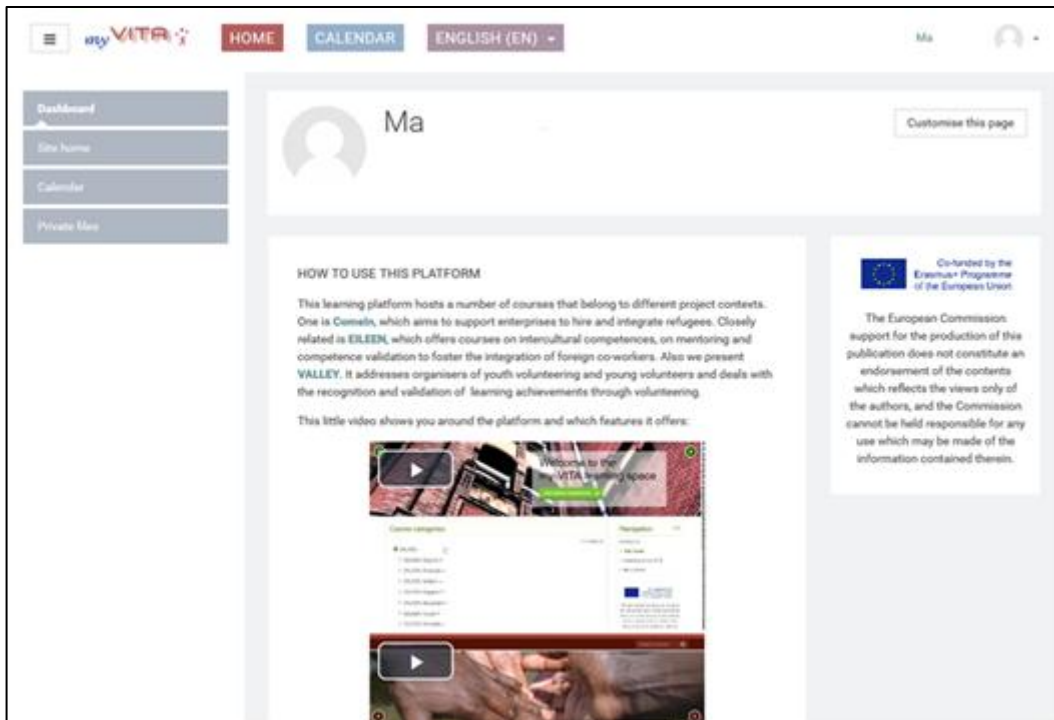 my VITA
HOME
CALENDAR
ENGLISH (EN)
Ma
Dashboard
Site home
Calendar
Private files
Ma
Customise this page
HOW TO USE THIS PLATFORM
This learning platform hosts a number of courses that belong to different project contexts.
One is ComeIn, which aims to support enterprises to hire and integrate refugees. Closely
related is EILEEN, which offers courses on intercultural competences, on mentoring and
competence validation to foster the integration of foreign co-workers. Also we present
VALLEY. It addresses organisers of youth volunteering and young volunteers and deals with
the recognition and validation of learning achievements through volunteering.
This little video shows you around the platform and which features it offers:
Welcome to the
my VITA learning space
Course categories
Navigation
Co-funded by the
Erasmus+ Programme
of the European Union
The European Commission
support for the production of this
publication does not constitute an
endorsement of the contents
which reflects the views only of
the authors, and the Commission
cannot be held responsible for any
use which may be made of the
information contained therein.